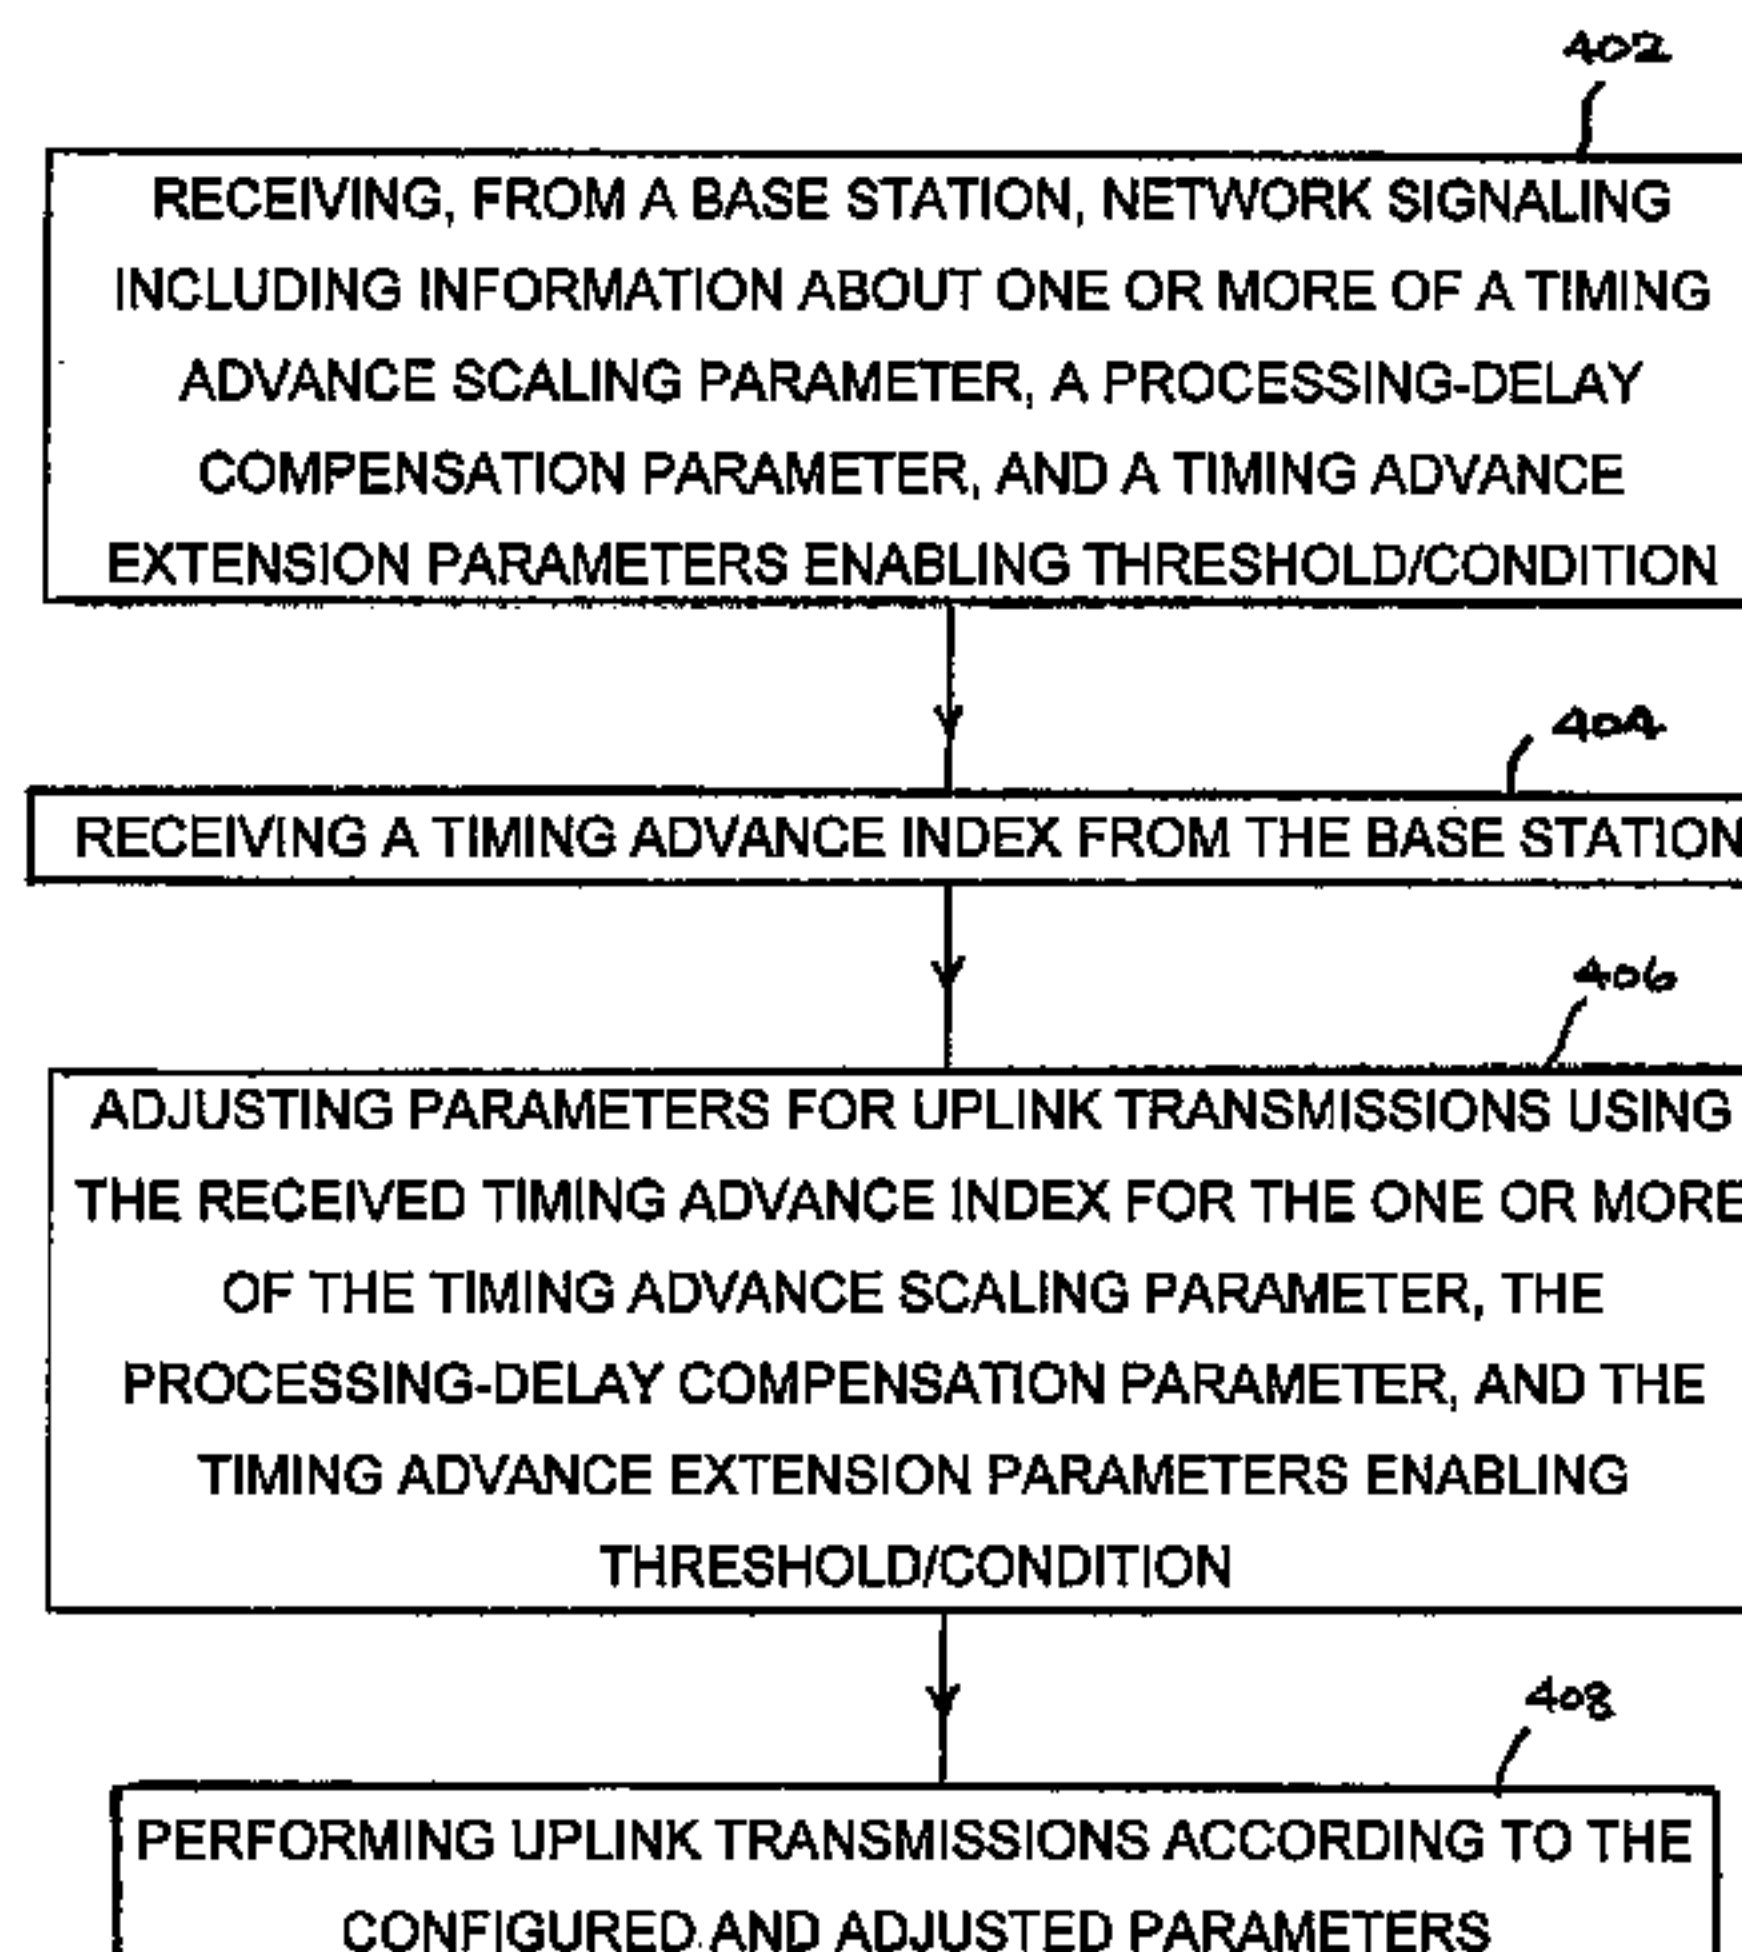 402
RECEIVING, FROM A BASE STATION, NETWORK SIGNALING
INCLUDING INFORMATION ABOUT ONE OR MORE OF A TIMING
ADVANCE SCALING PARAMETER, A PROCESSING-DELAY
COMPENSATION PARAMETER, AND A TIMING ADVANCE
EXTENSION PARAMETERS ENABLING THRESHOLD/CONDITION
404
RECEIVING A TIMING ADVANCE INDEX FROM THE BASE STATION
406
ADJUSTING PARAMETERS FOR UPLINK TRANSMISSIONS USING
THE RECEIVED TIMING ADVANCE INDEX FOR THE ONE OR MORE
OF THE TIMING ADVANCE SCALING PARAMETER, THE
PROCESSING-DELAY COMPENSATION PARAMETER, AND THE
TIMING ADVANCE EXTENSION PARAMETERS ENABLING
THRESHOLD/CONDITION
408
PERFORMING UPLINK TRANSMISSIONS ACCORDING TO THE
CONFIGURED AND ADJUSTED PARAMETERS